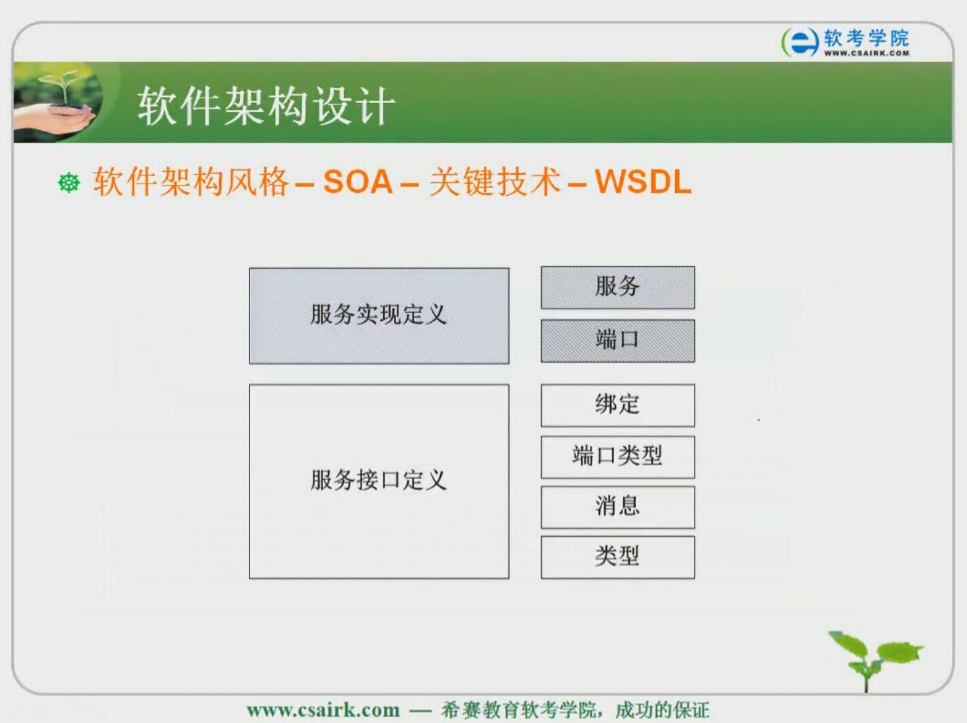 软考学院
WWW.CSAIRK.COM
软件架构设计
软件架构风格 – SOA – 关键技术 – WSDL
服务实现定义
服务
端口
服务接口定义
绑定
端口类型
消息
类型
www.csairk.com — 希赛教育软考学院，成功的保证